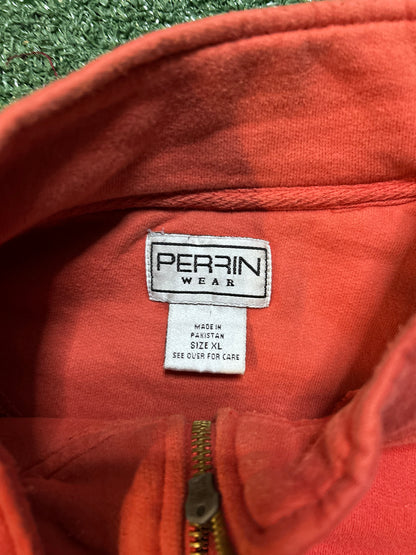 PERRIN
WEAR
MADE IN
PAKISTAN
SIZE XL
SEE OVER FOR CARE